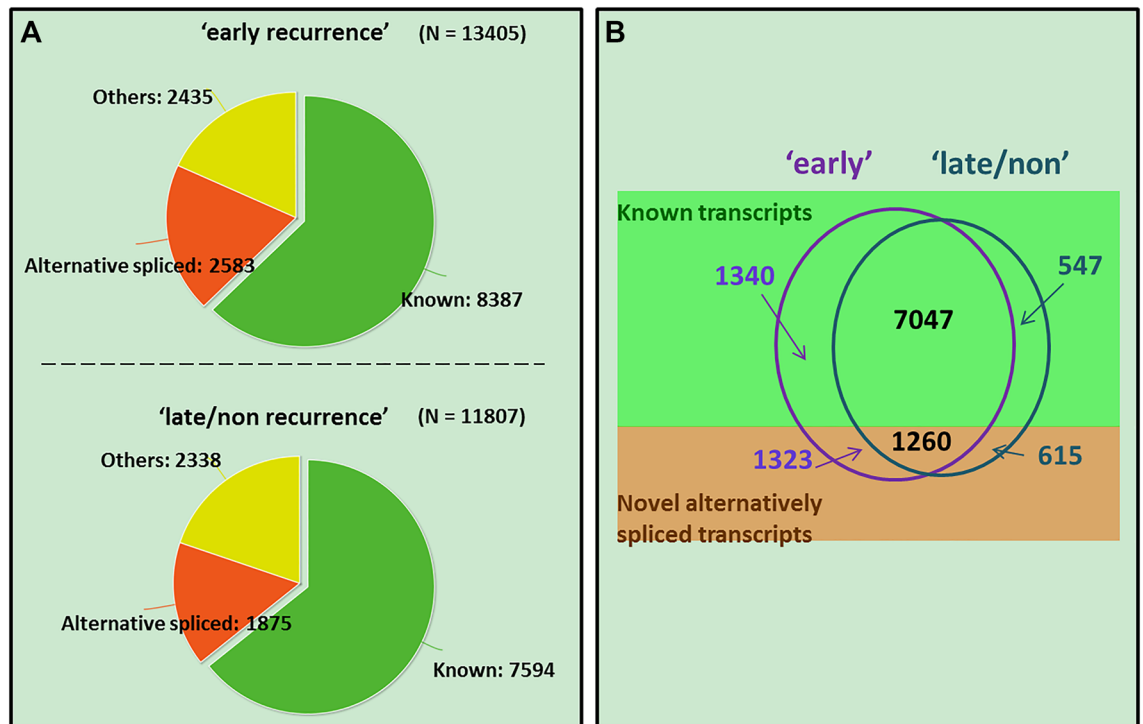 A
‘early recurrence’ (N = 13405)
Others: 2435
Alternative spliced: 2583
Known: 8387
‘late/non recurrence’ (N = 11807)
Others: 2338
Alternative spliced: 1875
Known: 7594
B
‘early’ ‘late/non’
Known transcripts
1340
547
7047
1260
1323
615
Novel alternatively
spliced transcripts